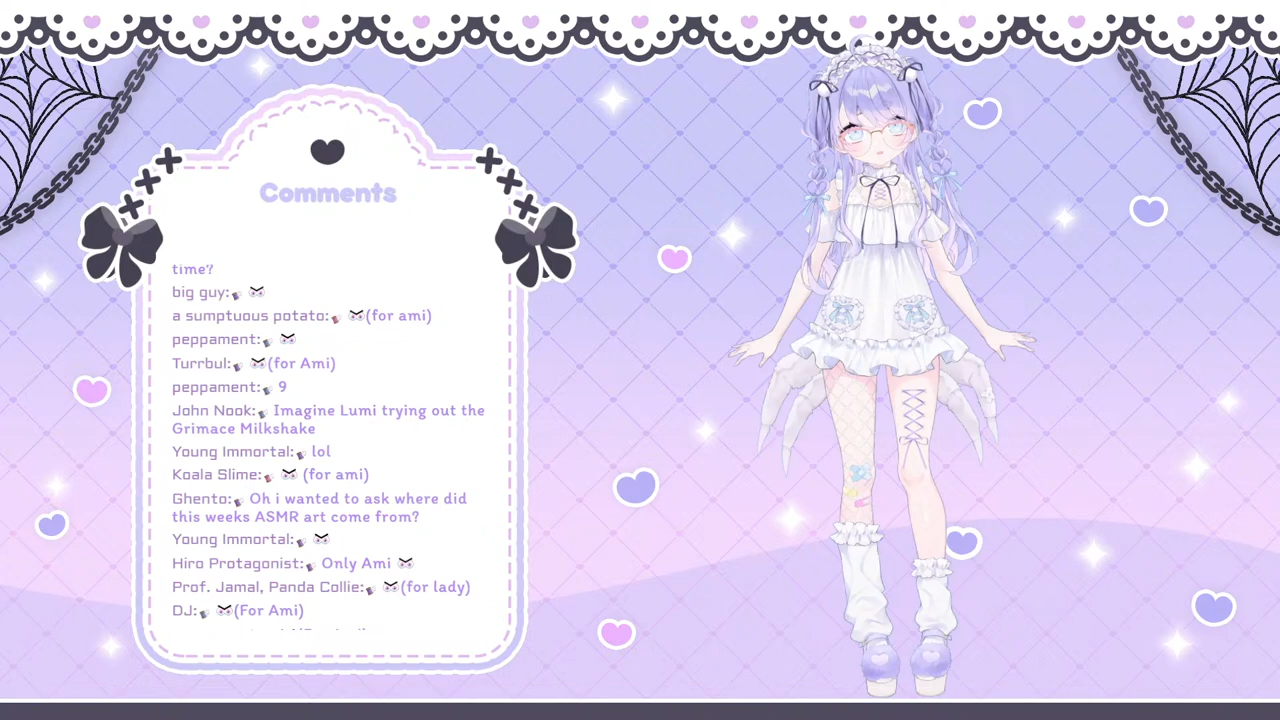 Comments
time?
big guy:
a sumptuous potato: (for ami)
peppament:
Turrbul: (for Ami)
peppament: 9
John Nook: Imagine Lumi trying out the
Grimace Milkshake
Young Immortal: lol
Koala Slime: (for ami)
Ghento: Oh i wanted to ask where did
this weeks ASMR art come from?
Young Immortal:
Hiro Protagonist: Only Ami
Prof. Jamal, Panda Collie: (for lady)
DJ: (For Ami)